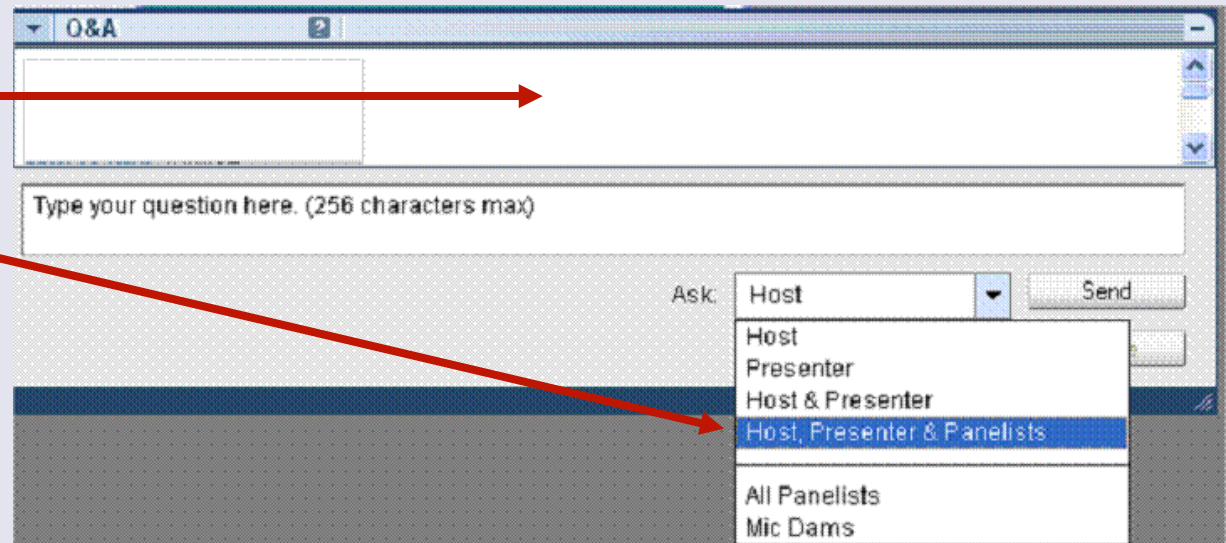 Q&A
?
Type your question here. (256 characters max)
Ask: Host Send
Host
Presenter
Host & Presenter
Host, Presenter & Panelists
All Panelists
Mic Dams